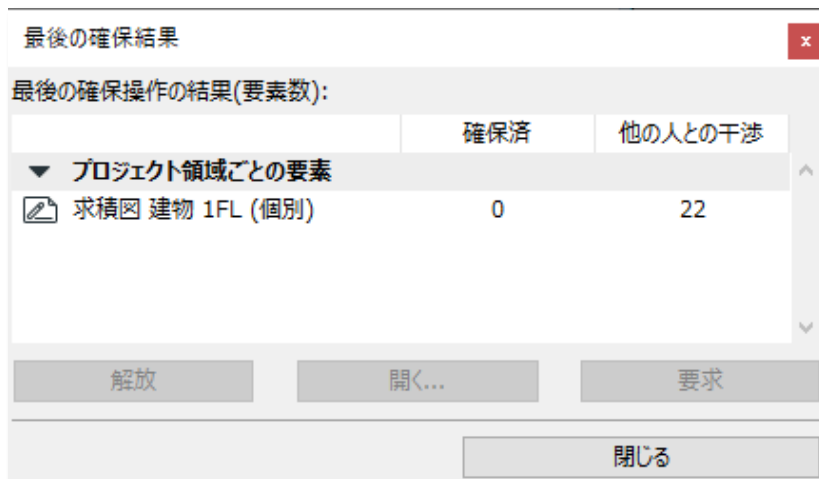 最後の確保結果
最後の確保操作の結果(要素数):
確保済 他の人との干渉
プロジェクト領域ごとの要素
求積図 建物 1FL (個別) 0 22
解放 開く... 要求
閉じる